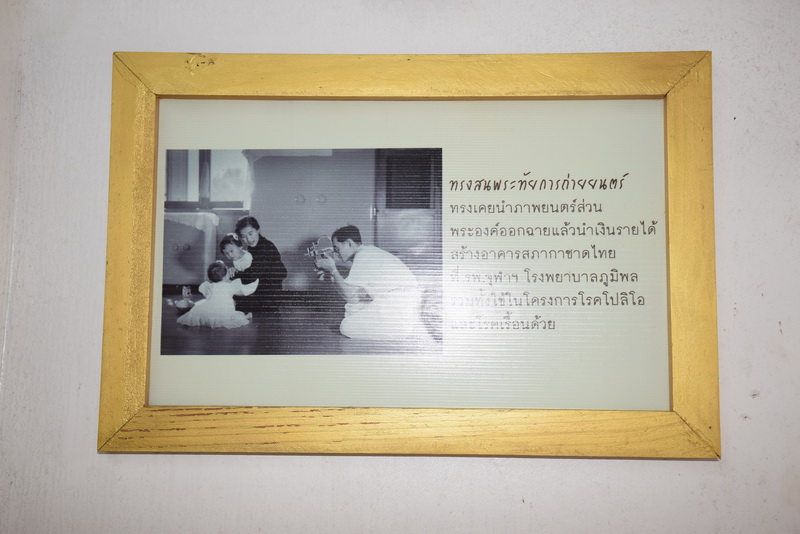 ทรงสนพระทัยการถ่ายยนตร์
ทรงเคยนำภาพยนตร์ส่วน
พระองค์ออกฉายแล้วนำเงินรายได้
สร้างอาคารสภากาชาดไทย
ที่ รพ.จุฬาฯ โรงพยาบาลภูมิพล
รวมทั้งใช้ในโครงการโรคโปลิโอ
และโรคเรื้อนด้วย